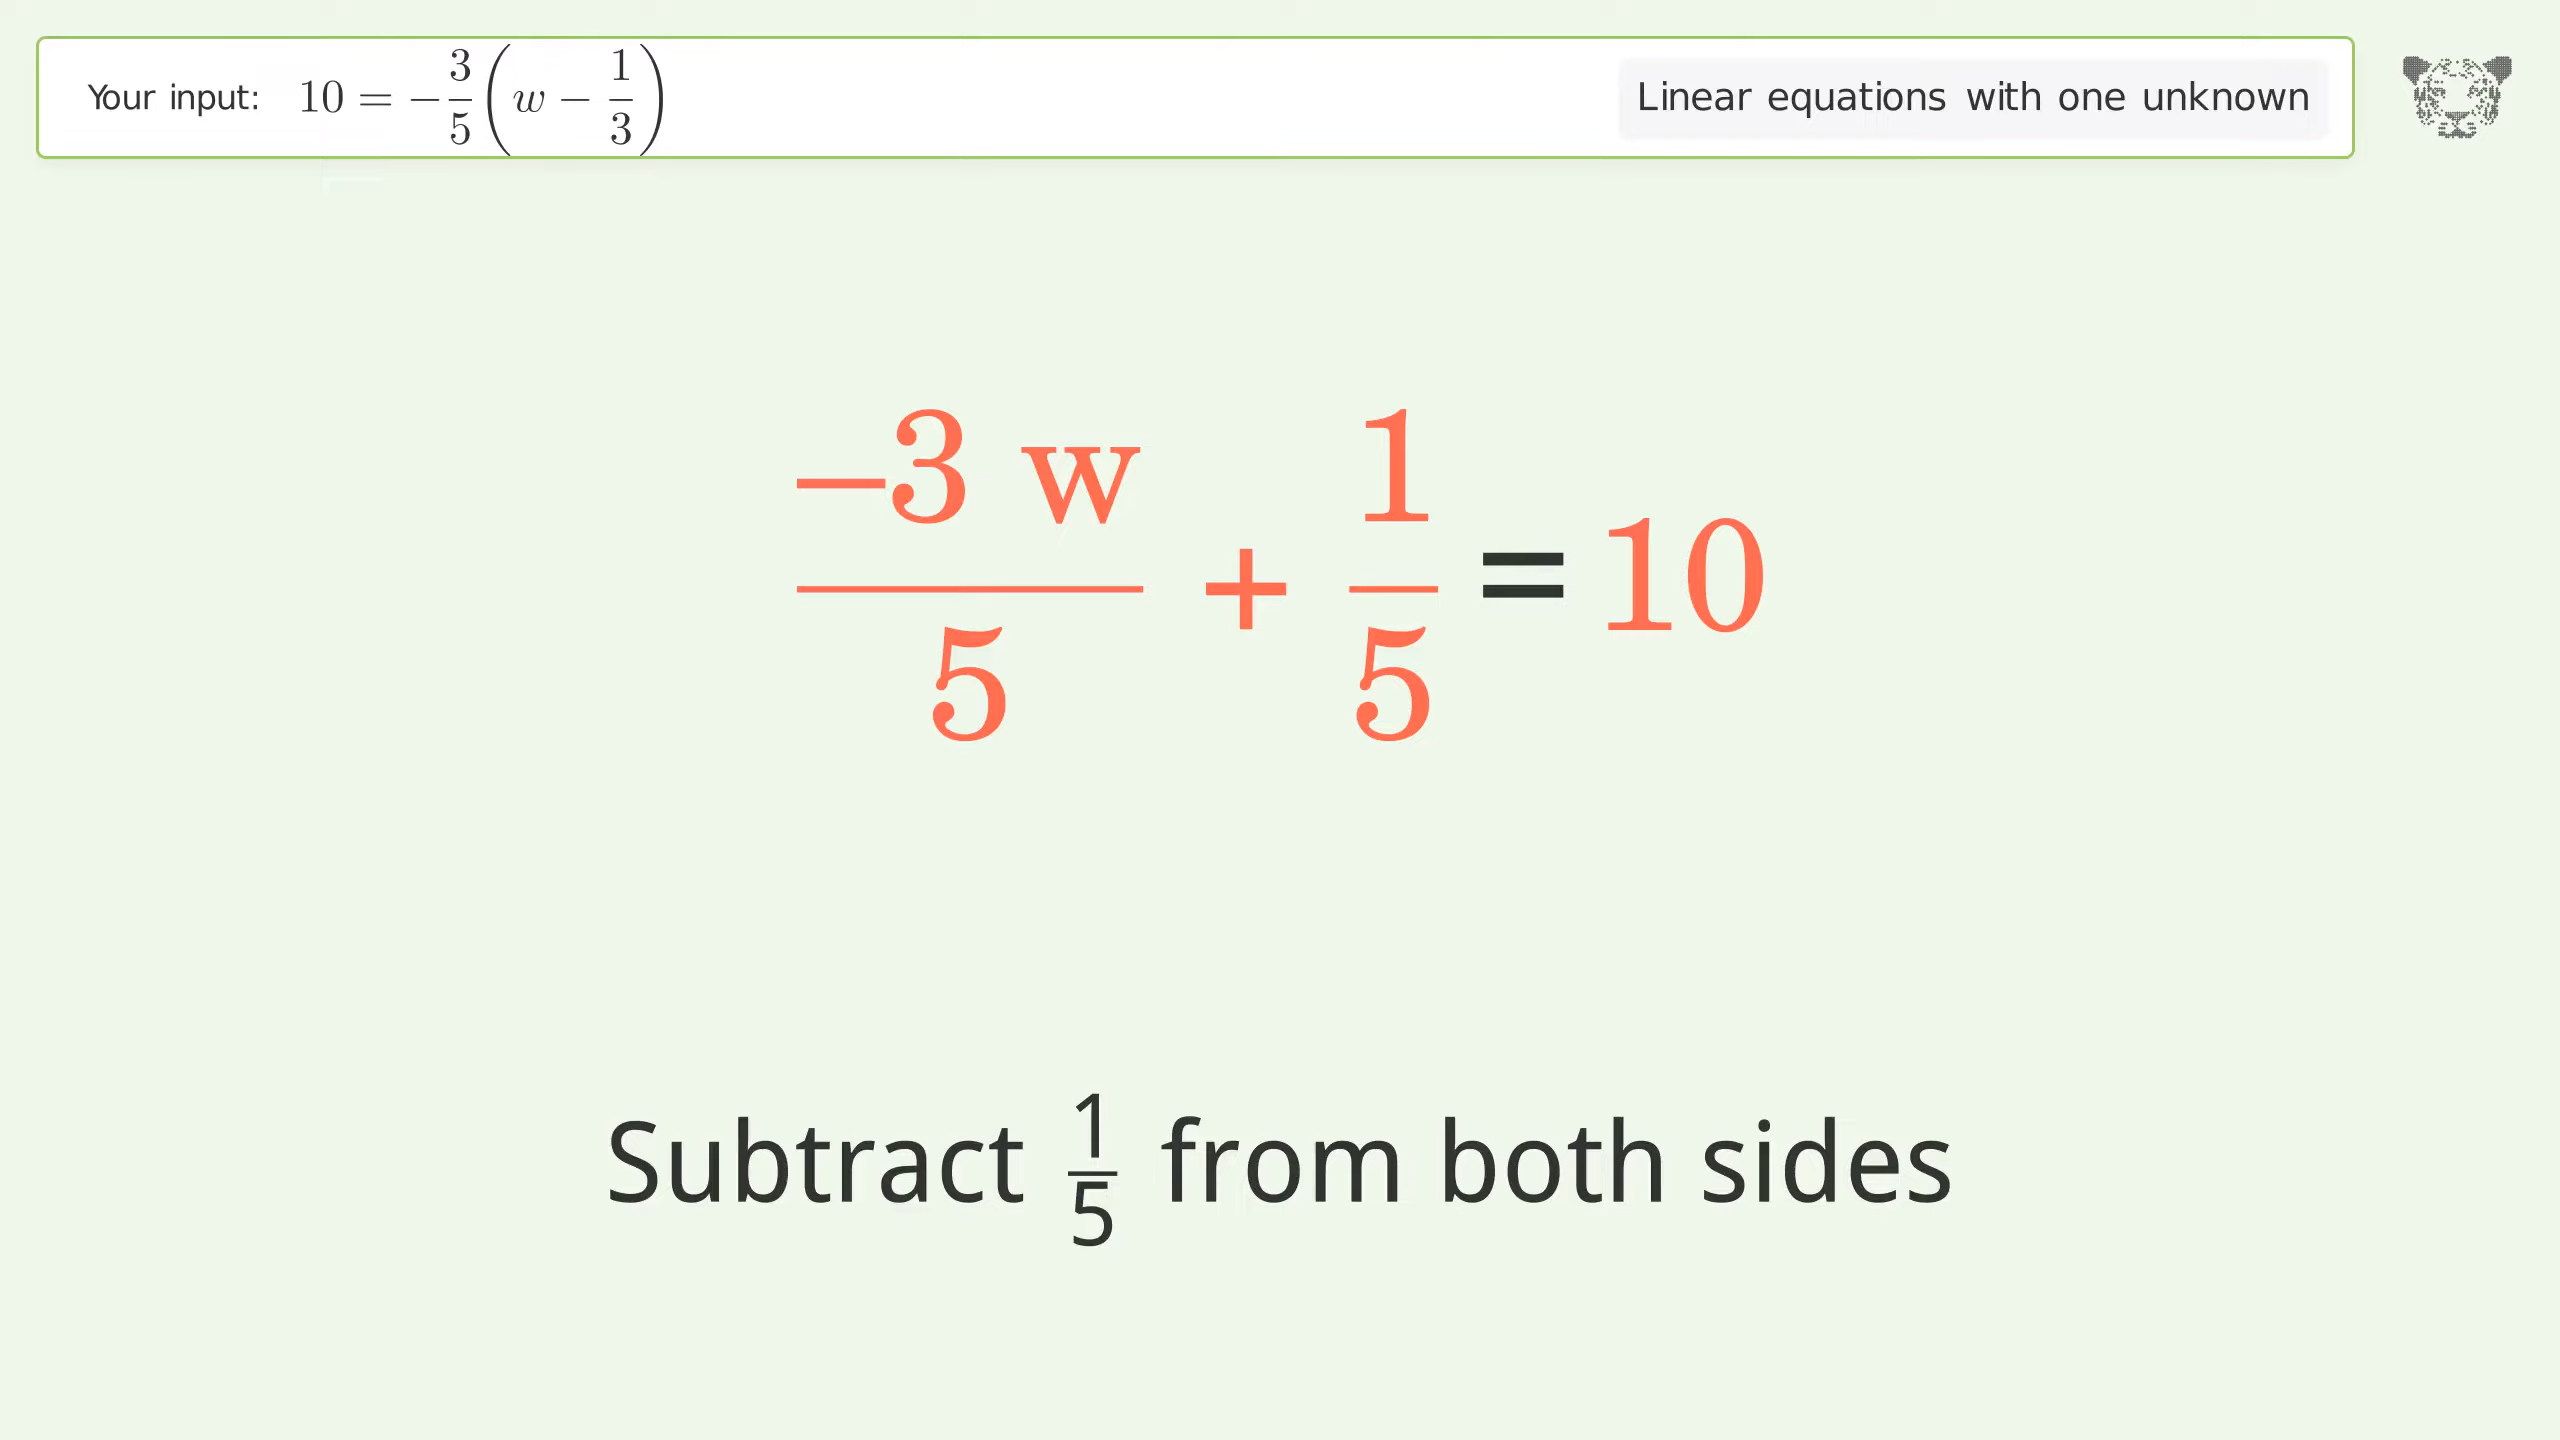 Your input: 10 = −3/5(w − 1/3)
Linear equations with one unknown
−3 w/5 + 1/5 = 10
Subtract 1/5 from both sides